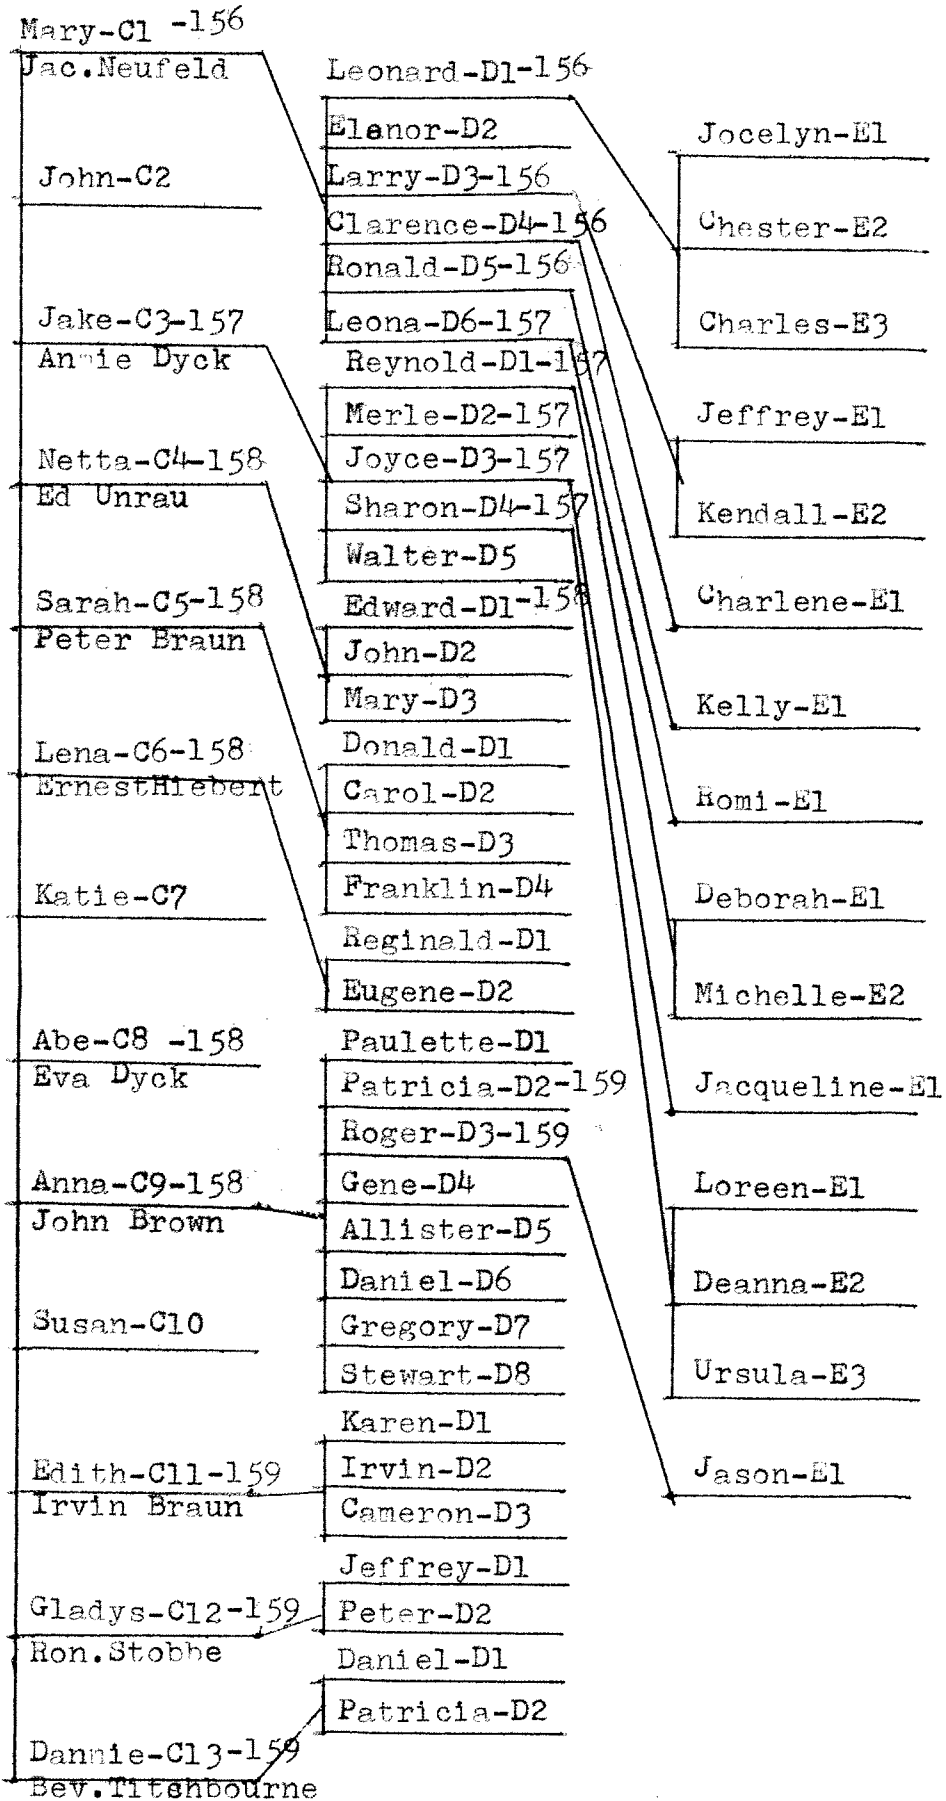 Mary-C1 -156
Jac.Neufeld
John-C2
Jake-C3-157
Annie Dyck
Netta-C4-158
Ed Unrau
Sarah-C5-158
Peter Braun
Lena-C6-158
ErnestHiebert
Katie-C7
Abe-C8 -158
Eva Dyck
Anna-C9-158
John Brown
Susan-C10
Edith-C11-159
Irvin Braun
Gladys-C12-159
Ron.Stobbe
Dannie-C13-159
Bev.Titchbourne
Leonard-D1-156
Elanor-D2
Larry-D3-156
Clarence-D4-156
Ronald-D5-156
Leona-D6-157
Reynold-D1-157
Merle-D2-157
Joyce-D3-157
Sharon-D4-157
Walter-D5
Edward-D1-158
John-D2
Mary-D3
Donald-D1
Carol-D2
Thomas-D3
Franklin-D4
Reginald-D1
Eugene-D2
Paulette-D1
Patricia-D2-159
Roger-D3-159
Gene-D4
Allister-D5
Daniel-D6
Gregory-D7
Stewart-D8
Karen-D1
Irvin-D2
Cameron-D3
Jeffrey-D1
Peter-D2
Daniel-D1
Patricia-D2
Jocelyn-E1
Chester-E2
Charles-E3
Jeffrey-E1
Kendall-E2
Charlene-E1
Kelly-E1
Romi-E1
Deborah-E1
Michelle-E2
Jacqueline-E1
Loreen-E1
Deanna-E2
Ursula-E3
Jason-E1